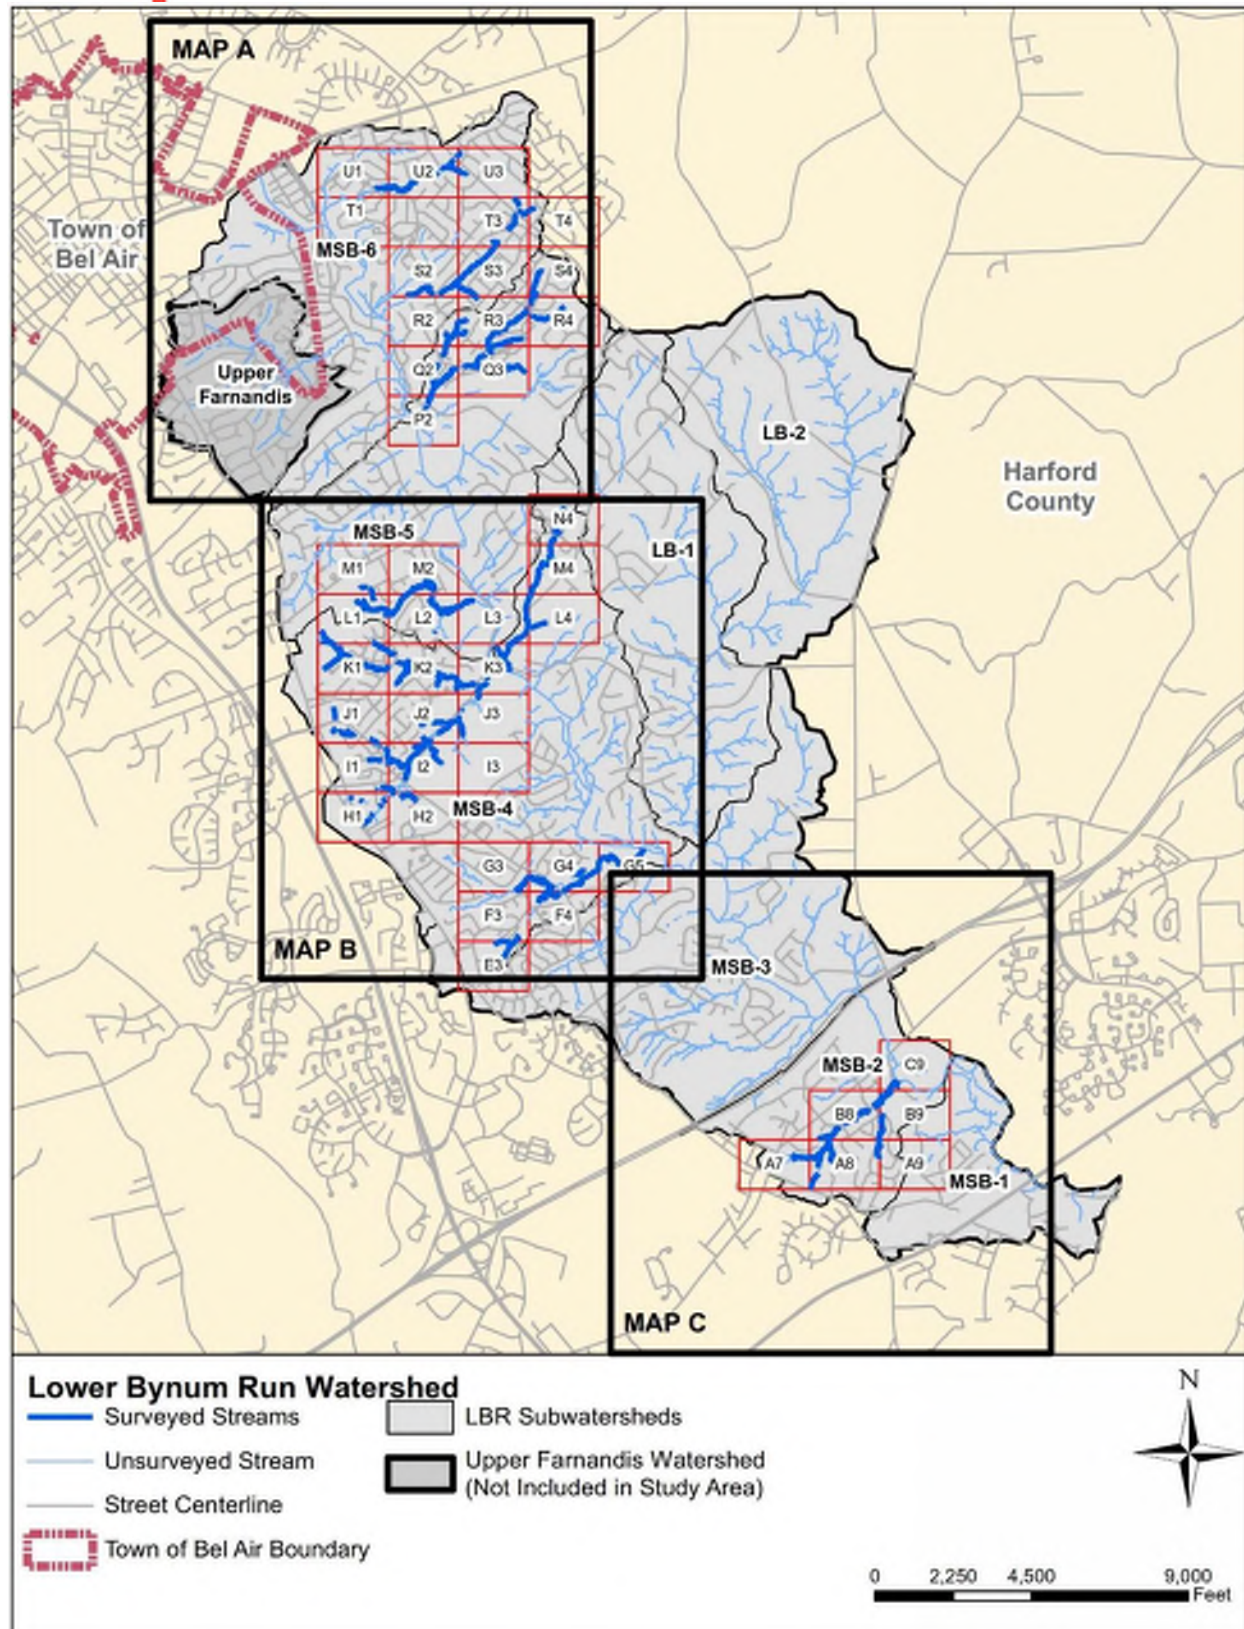 MAP A
U1 U2 U3
T1 T3 T4
Town of
Bel Air
MSB-6
S2 S3 S4
R2 R3 R4
Upper
Farnandis
Q2 Q3
P2
LB-2
Harford
County
N4
MSB-5
LB-1
M1 M2 M4
LL1 L2 L3 L4
K1 K2 K3
J1 J2 J3
I1 I2 I3
MSB-4
H1 H2
G3 G4 G5
F3 F4
MAP B
E3
MSB-3
MSB-2 C9
B8 B9
A7 A8 A9
MSB-1
MAP C
Lower Bynum Run Watershed
Surveyed Streams
Unsurveyed Stream
Street Centerline
Town of Bel Air Boundary
LBR Subwatersheds
Upper Farnandis Watershed
(Not Included in Study Area)
N
0 2,250 4,500 9,000
Feet